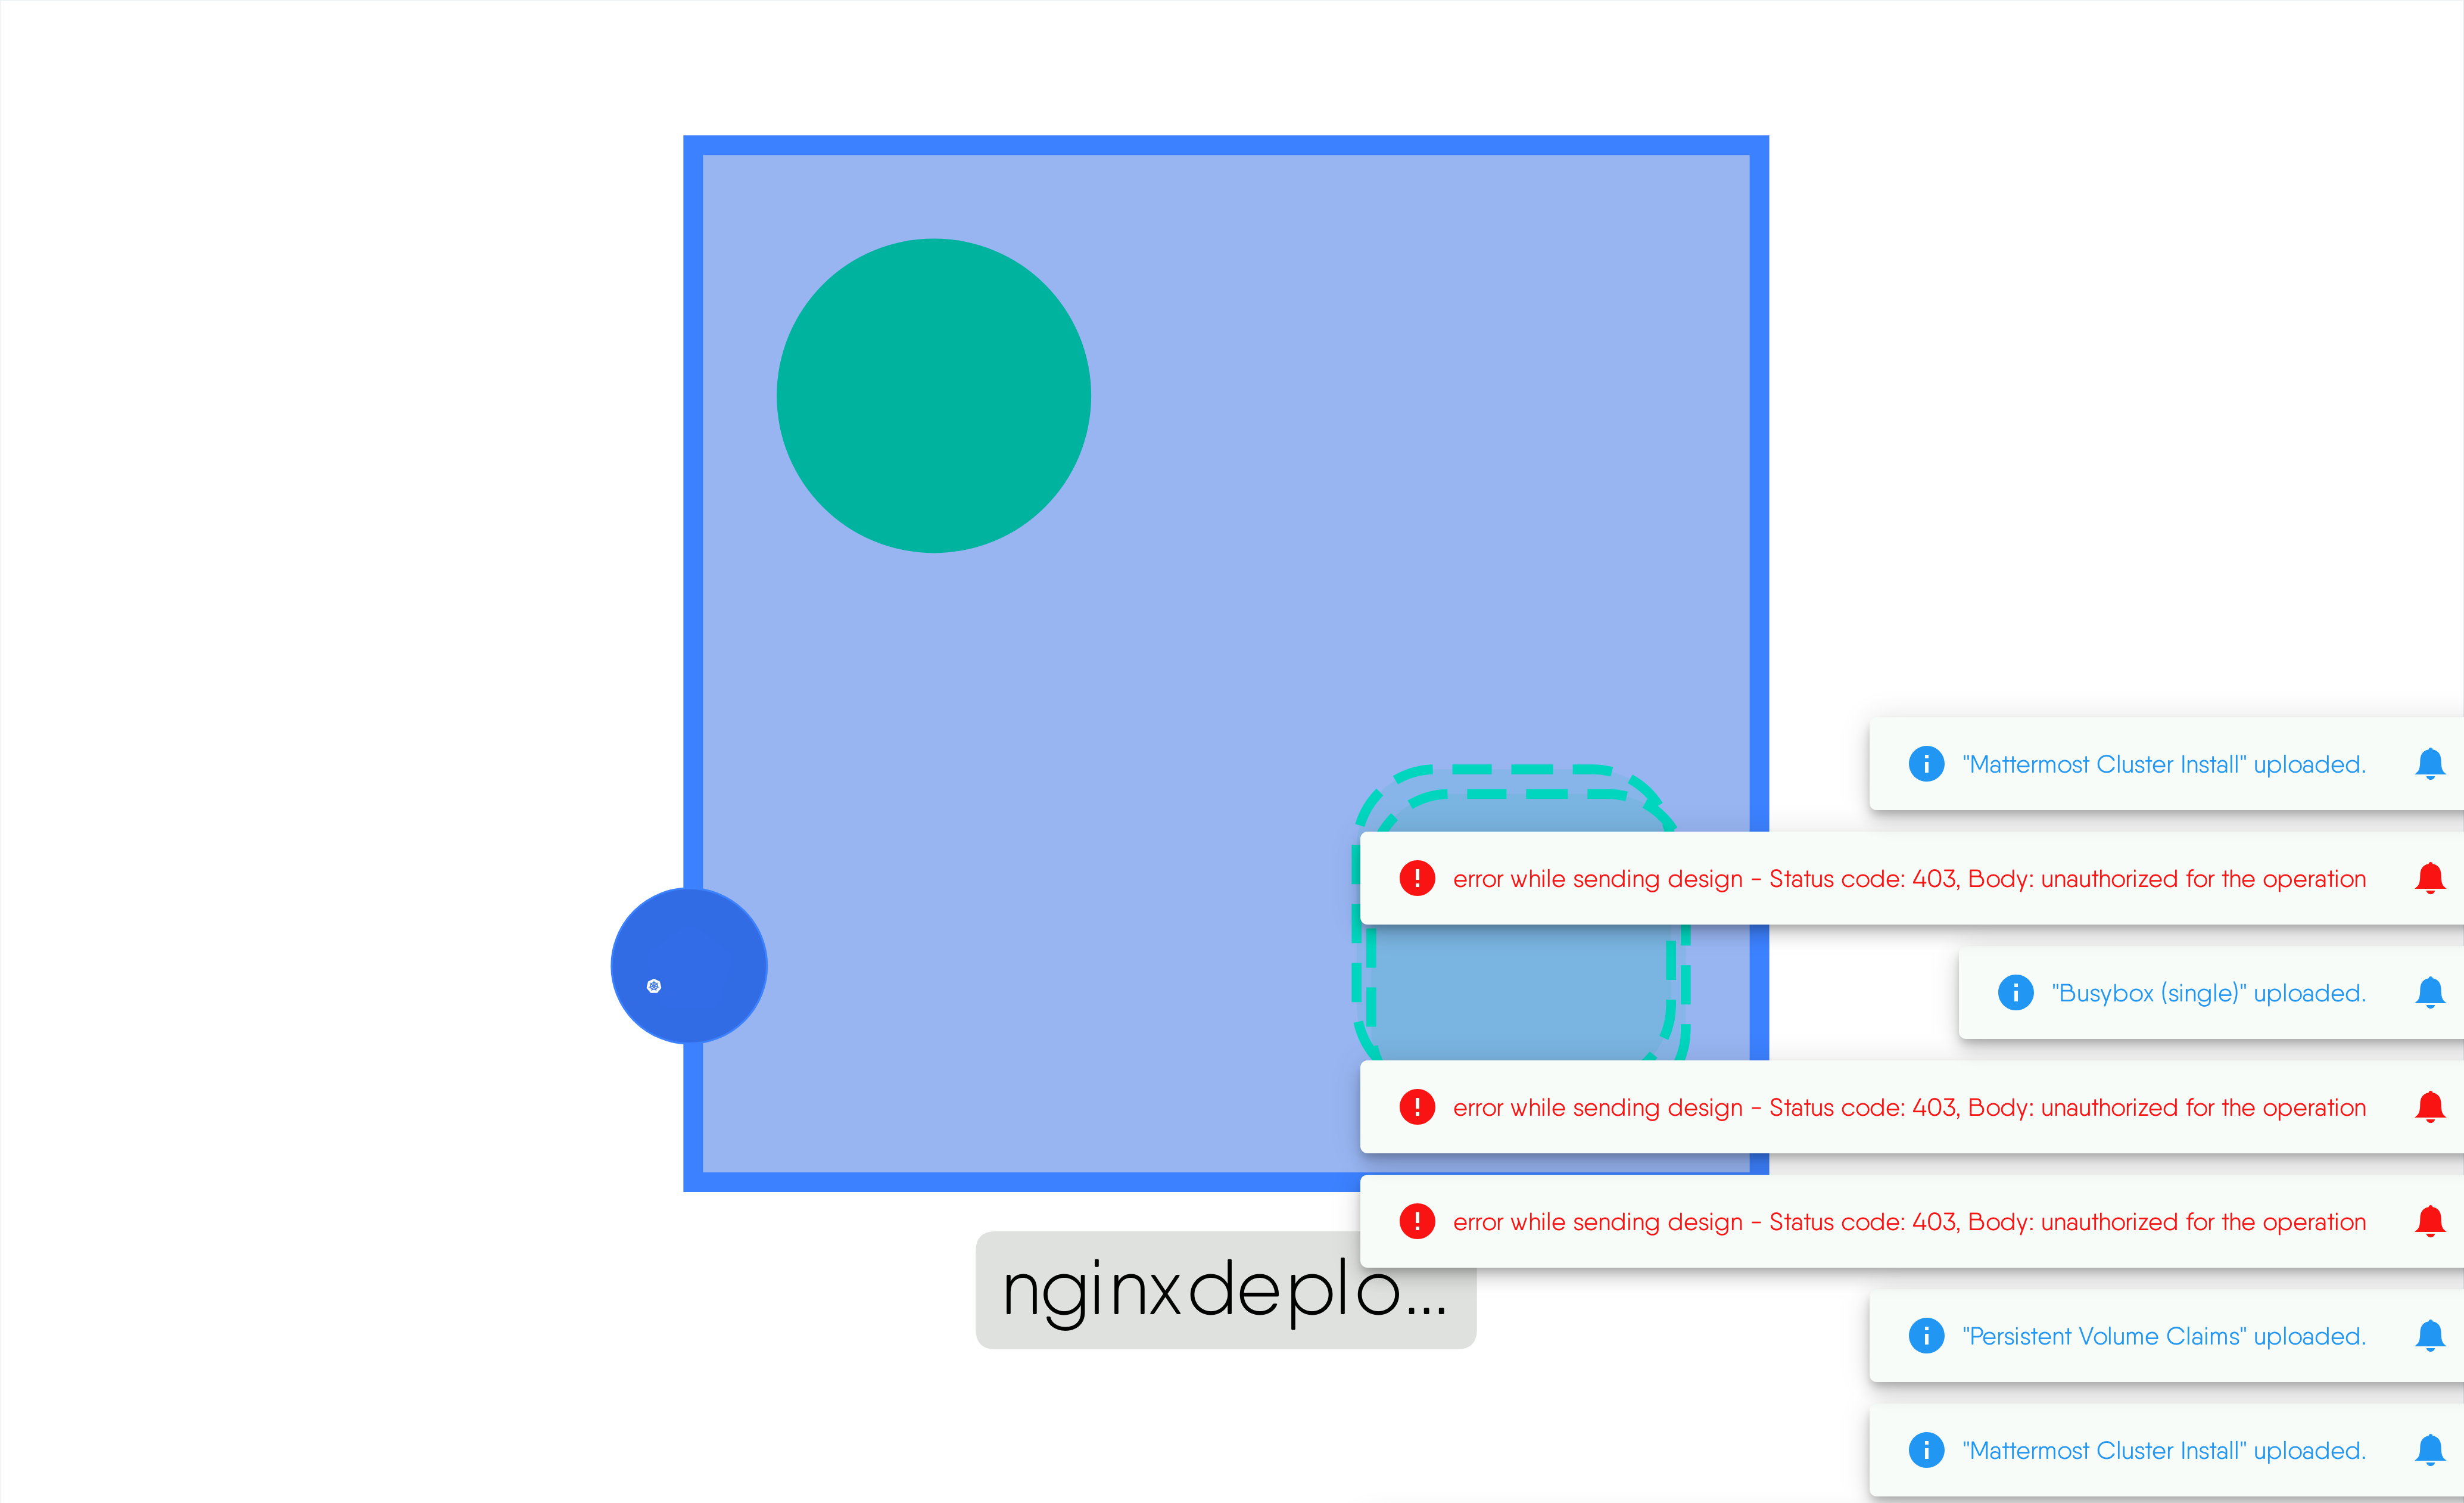 "Mattermost Cluster Install" uploaded.
error while sending design - Status code: 403, Body: unauthorized for the operation
"Busybox (single)" uploaded.
error while sending design - Status code: 403, Body: unauthorized for the operation
error while sending design - Status code: 403, Body: unauthorized for the operation
nginxdeplo...
"Persistent Volume Claims" uploaded.
"Mattermost Cluster Install" uploaded.